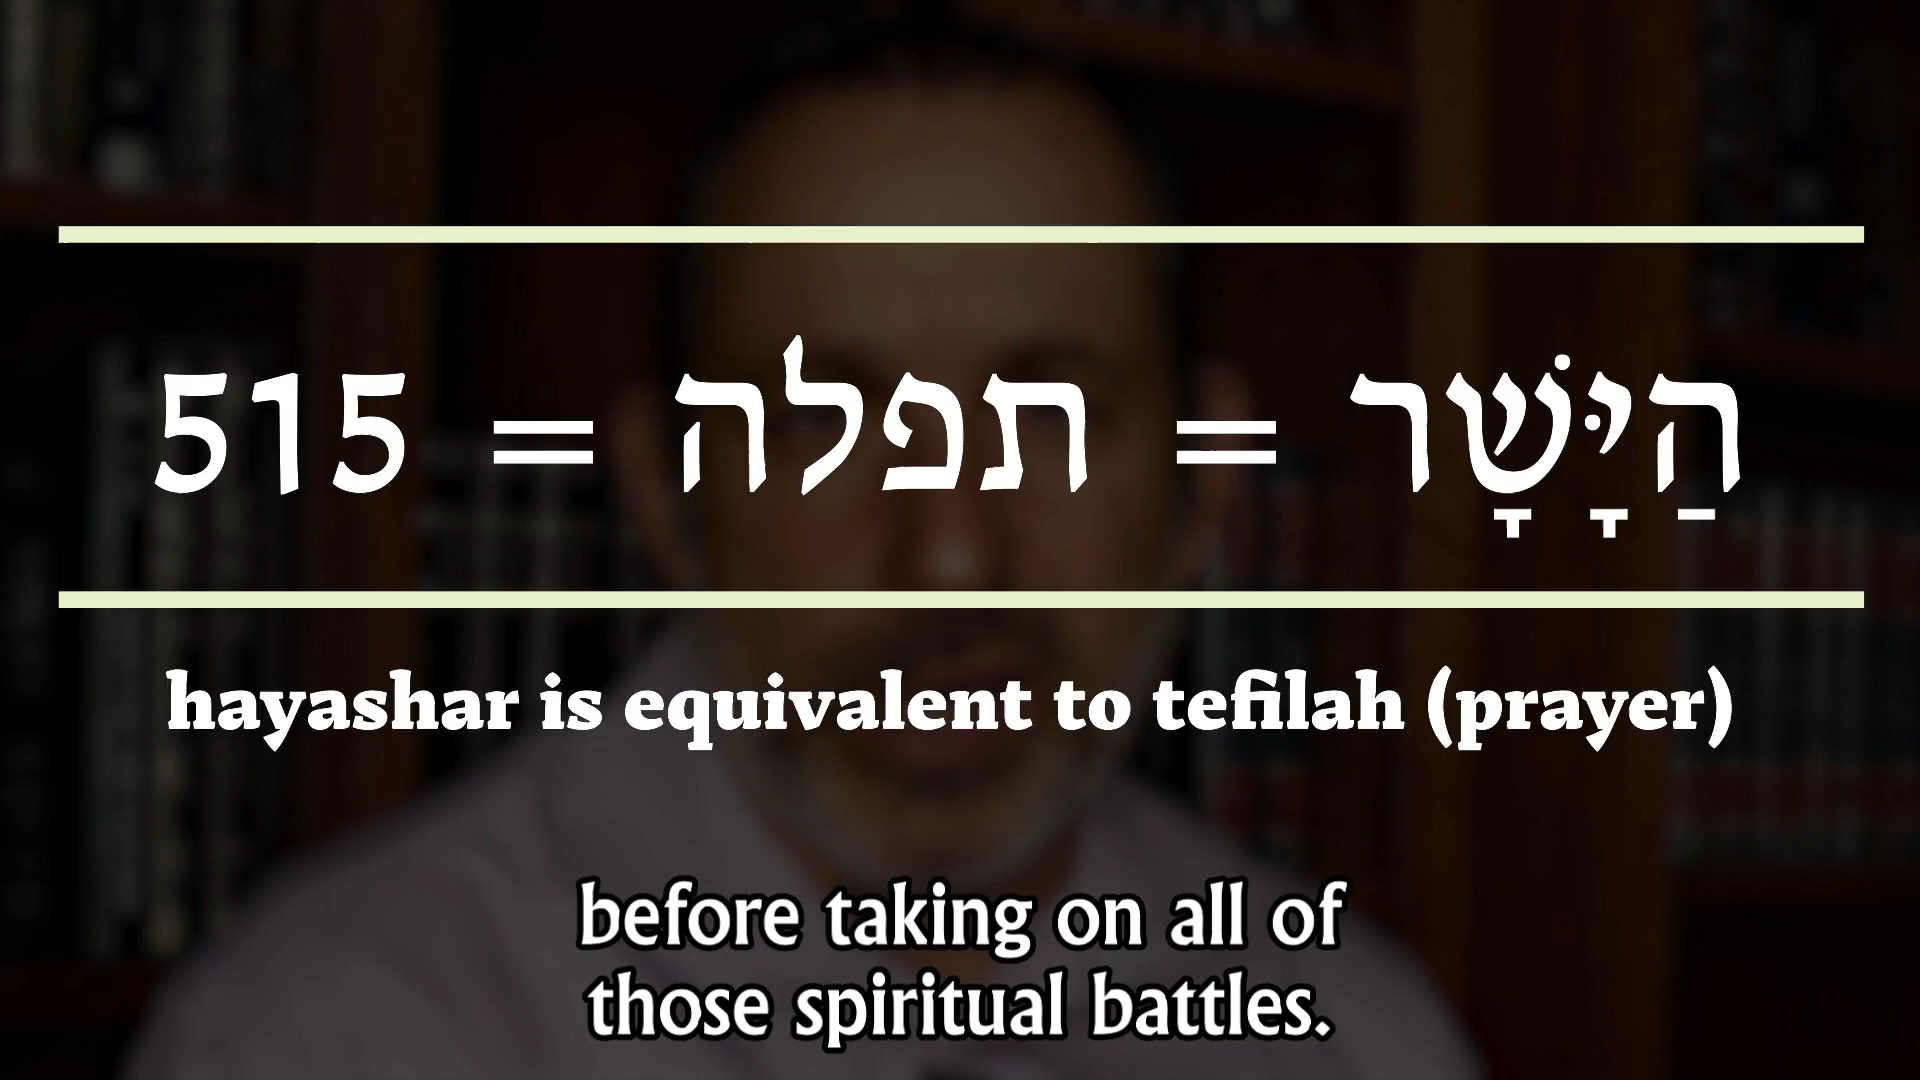 הַיָּשָׁר = תפלה = 515
hayashar is equivalent to tefilah (prayer)
before taking on all of
those spiritual battles.